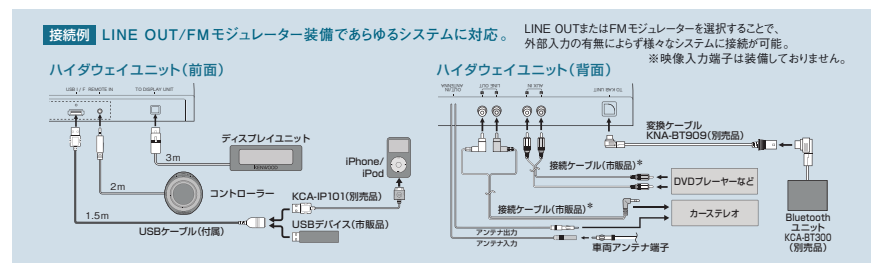 接続例 LINE OUT/FMモジュレーター装備であらゆるシステムに対応。
LINE OUTまたはFMモジュレーターを選択することで、
外部入力の有無によらず様々なシステムに接続が可能。
※映像入力端子は装備しておりません。
ハイダウェイユニット(前面)
USB I / F REMOTE IN TO DISPLAY UNIT
ディスプレイユニット
KENWOOD
3m
2m
コントローラー
1.5m
USBケーブル(付属)
iPhone/
iPod
KCA-iP101(別売品)
USBデバイス(市販品)
ハイダウェイユニット(背面)
ANTENNA
OUT/IN
LINE OUT
AUX IN
TO KNA UNIT
変換ケーブル
KNA-BT909(別売品)
接続ケーブル(市販品)*
DVDプレーヤーなど
接続ケーブル(市販品)*
カーステレオ
アンテナ出力
アンテナ入力
車両アンテナ端子
Bluetooth
ユニット
KCA-BT300
(別売品)